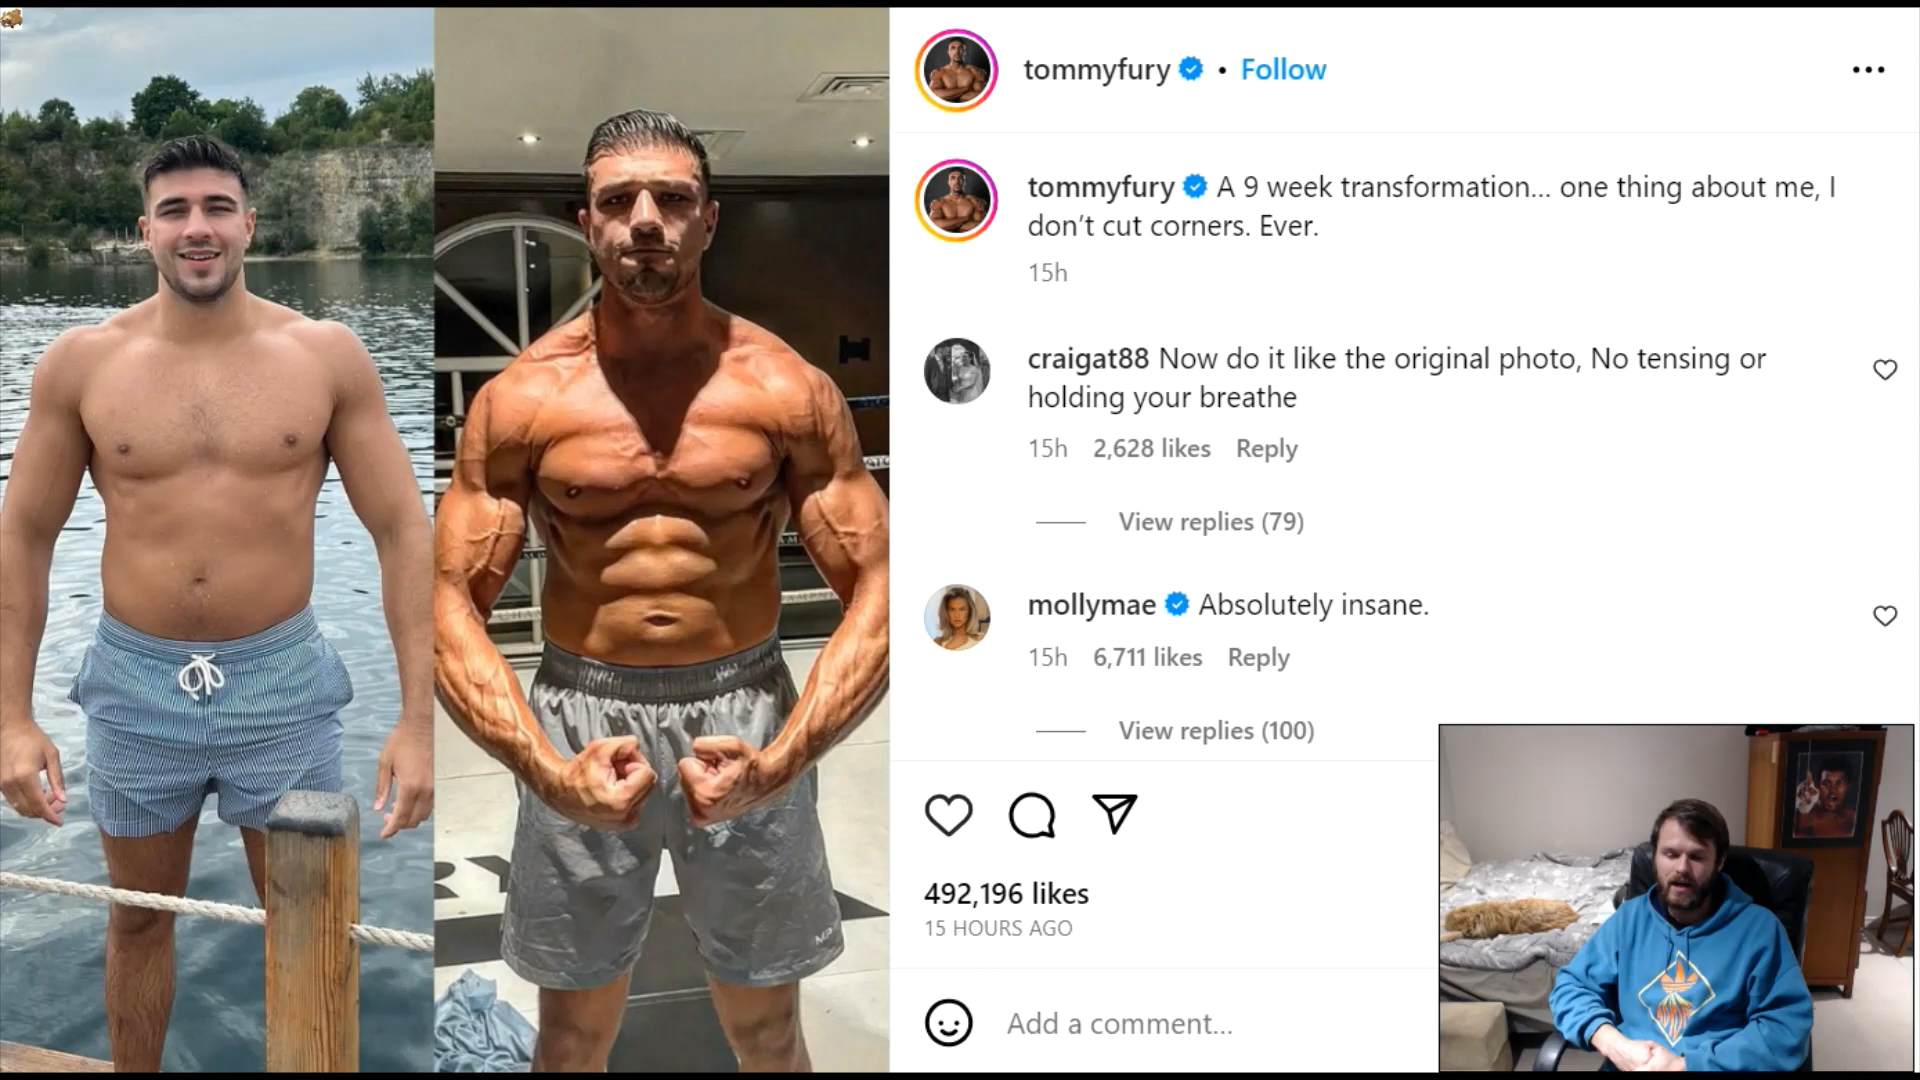 tommyfury • Follow
tommyfury A 9 week transformation... one thing about me, I
don’t cut corners. Ever.
15h
craigat88 Now do it like the original photo, No tensing or
holding your breathe
15h 2,628 likes Reply
View replies (79)
mollymae Absolutely insane.
15h 6,711 likes Reply
View replies (100)
492,196 likes
15 HOURS AGO
Add a comment...